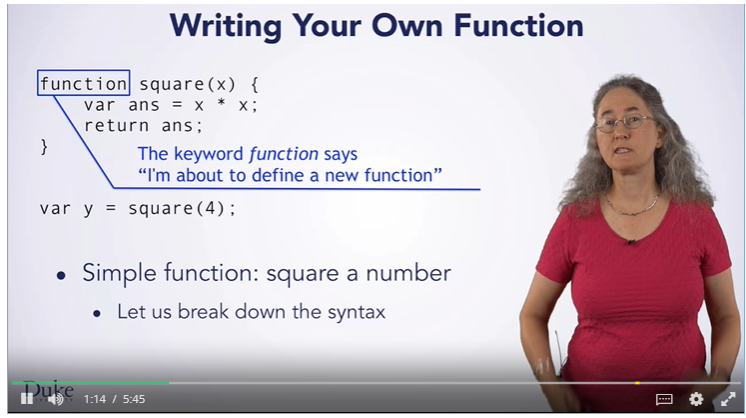 Writing Your Own Function
function square(x) {
var ans = x * x;
return ans;
}
The keyword function says
“I'm about to define a new function”
var y = square(4);
• Simple function: square a number
• Let us break down the syntax
Duke
1:14 / 5:45